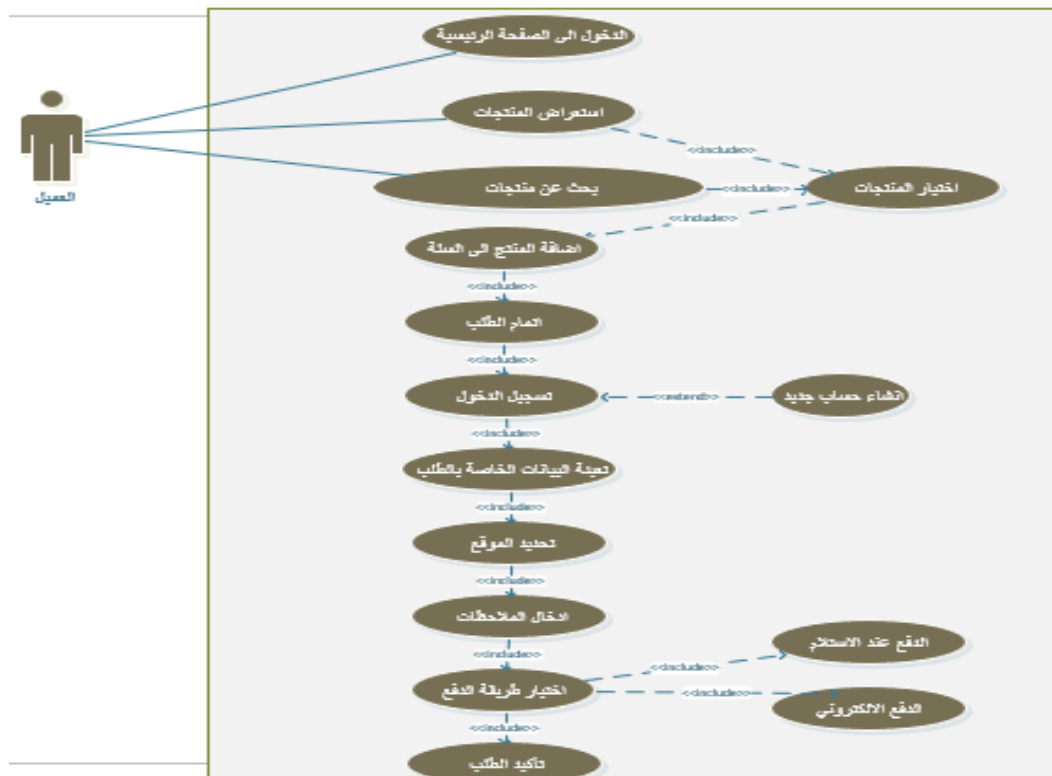 الدخول الى الصفحة الرئيسية
استعراض المنتجات
<<include>>
العميل
بحث عن منتجات
<<include>>
اختيار المنتجات
<<include>>
اضافة المنتج الى السلة
<<include>>
اتمام الطلب
<<include>>
تسجيل الدخول
<<extend>>
انشاء حساب جديد
<<include>>
تعبئة البيانات الخاصة بالطلب
<<include>>
تحديد الموقع
<<include>>
ادخال الملاحظات
<<include>>
الدفع عند الاستلام
<<include>>
اختيار طريقة الدفع
<<include>>
الدفع الالكتروني
<<include>>
تأكيد الطلب